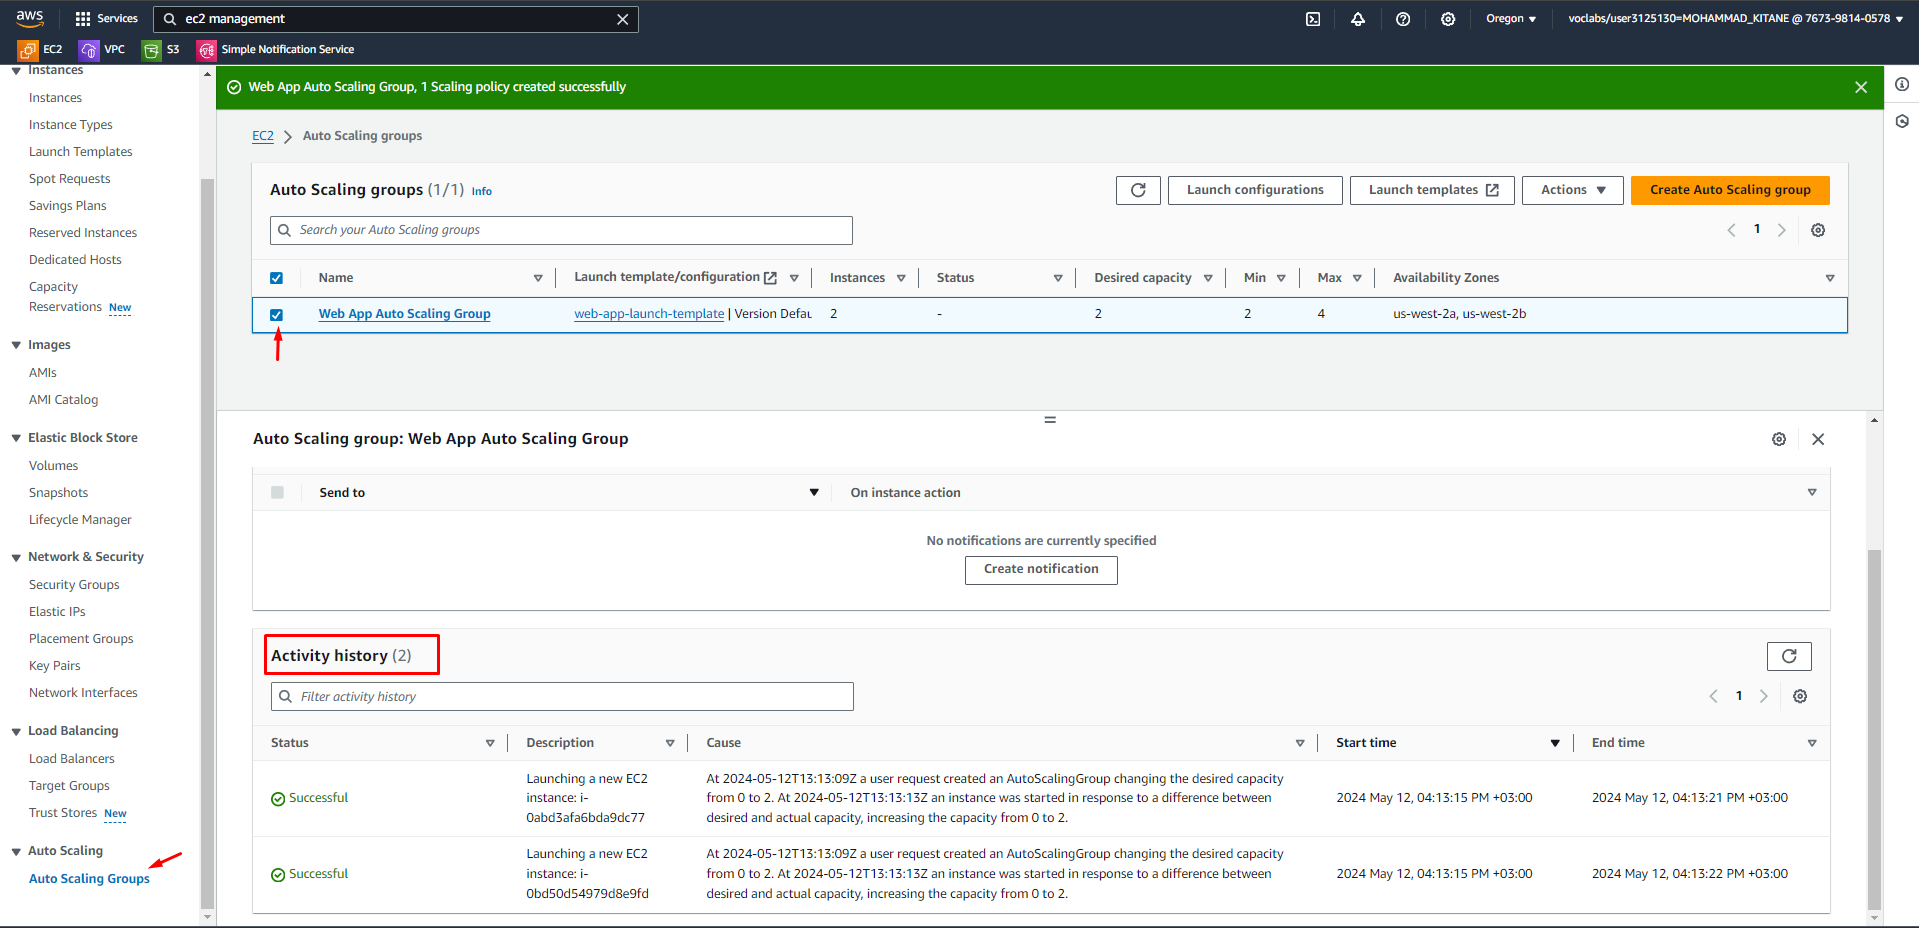 aws
Services
ec2 management
Oregon
voclabs/user3125130=MOHAMMAD_KITANE @ 7673-9814-0578
EC2
VPC
S3
Simple Notification Service
Instances
Instances
Instance Types
Launch Templates
Spot Requests
Savings Plans
Reserved Instances
Dedicated Hosts
Capacity
Reservations New
Images
AMIs
AMI Catalog
Elastic Block Store
Volumes
Snapshots
Lifecycle Manager
Network & Security
Security Groups
Elastic IPs
Placement Groups
Key Pairs
Network Interfaces
Load Balancing
Load Balancers
Target Groups
Trust Stores New
Auto Scaling
Auto Scaling Groups
Web App Auto Scaling Group, 1 Scaling policy created successfully
EC2
Auto Scaling groups
Auto Scaling groups (1/1) Info
Launch configurations
Launch templates
Actions
Create Auto Scaling group
Search your Auto Scaling groups
1
Name
Launch template/configuration
Instances
Status
Desired capacity
Min
Max
Availability Zones
Web App Auto Scaling Group
web-app-launch-template | Version Defau
2
-
2
2
4
us-west-2a, us-west-2b
Auto Scaling group: Web App Auto Scaling Group
Send to
On instance action
No notifications are currently specified
Create notification
Activity history (2)
Filter activity history
1
Status
Description
Cause
Start time
End time
Successful
Launching a new EC2
instance: i-
0abd3afa6bda9dc77
At 2024-05-12T13:13:09Z a user request created an AutoScalingGroup changing the desired capacity
from 0 to 2. At 2024-05-12T13:13:13Z an instance was started in response to a difference between
desired and actual capacity, increasing the capacity from 0 to 2.
2024 May 12, 04:13:15 PM +03:00
2024 May 12, 04:13:21 PM +03:00
Successful
Launching a new EC2
instance: i-
0bd50d54979d8e9fd
At 2024-05-12T13:13:09Z a user request created an AutoScalingGroup changing the desired capacity
from 0 to 2. At 2024-05-12T13:13:13Z an instance was started in response to a difference between
desired and actual capacity, increasing the capacity from 0 to 2.
2024 May 12, 04:13:15 PM +03:00
2024 May 12, 04:13:22 PM +03:00